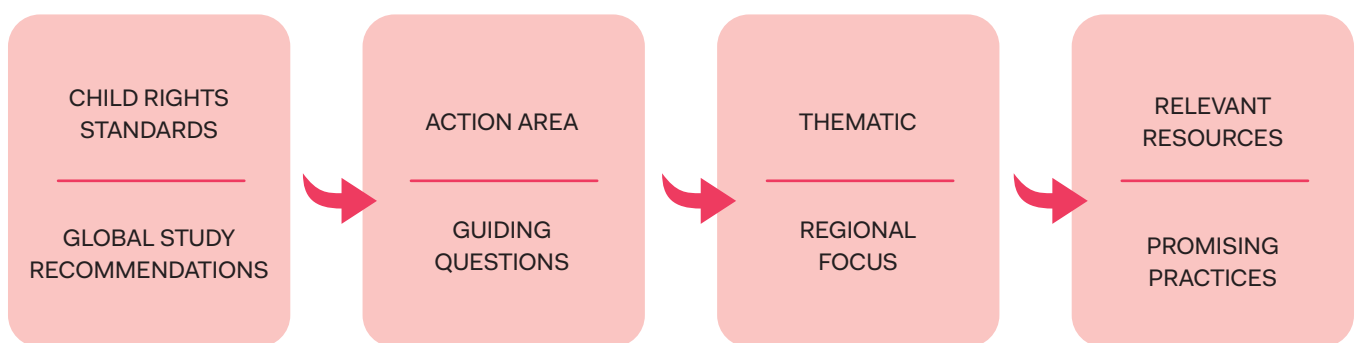 CHILD RIGHTS
STANDARDS
GLOBAL STUDY
RECOMMENDATIONS
ACTION AREA
GUIDING
QUESTIONS
THEMATIC
REGIONAL
FOCUS
RELEVANT
RESOURCES
PROMISING
PRACTICES